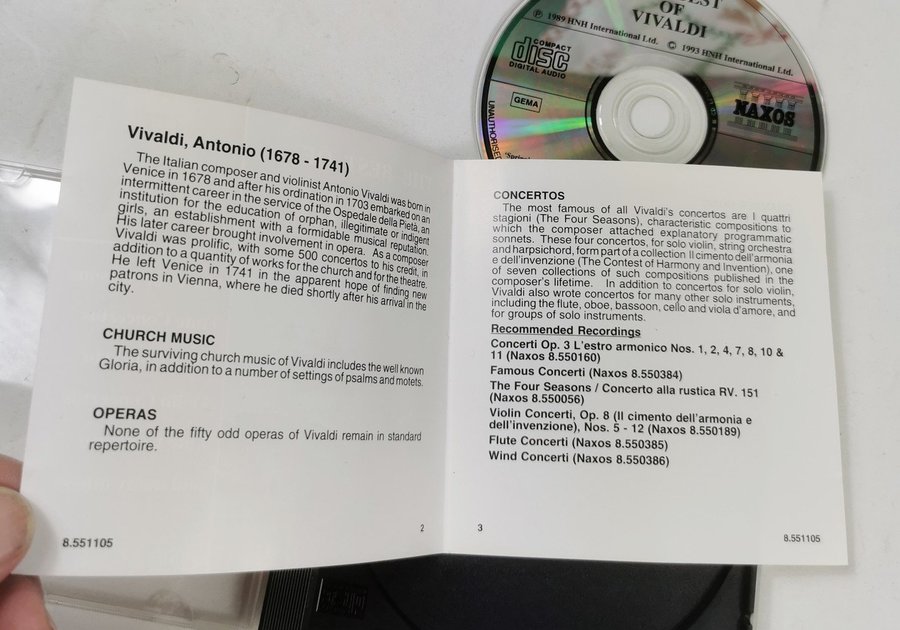 OF
VIVALDI
℗ 1989 HNH International Ltd. © 1993 HNH International Ltd.
COMPACT
disc
DIGITAL AUDIO
GEMA
NAXOS
Vivaldi, Antonio (1678 - 1741)
The Italian composer and violinist Antonio Vivaldi was born in
Venice in 1678 and after his ordination in 1703 embarked on an
intermittent career in the service of the Ospedale della Pietà, an
institution for the education of orphan, illegitimate or indigent
girls, an establishment with a formidable musical reputation.
His later career brought involvement in opera. As a composer
Vivaldi was prolific, with some 500 concertos to his credit, in
addition to a quantity of works for the church and for the theatre.
He left Venice in 1741 in the apparent hope of finding new
patrons in Vienna, where he died shortly after his arrival in the
city.
CHURCH MUSIC
The surviving church music of Vivaldi includes the well known
Gloria, in addition to a number of settings of psalms and motets.
OPERAS
None of the fifty odd operas of Vivaldi remain in standard
repertoire.
2
8.551105
CONCERTOS
The most famous of all Vivaldi's concertos are I quattri
stagioni (The Four Seasons), characteristic compositions to
which the composer attached explanatory programmatic
sonnets. These four concertos, for solo violin, string orchestra
and harpsichord, form part of a collection Il cimento dell'armonia
e dell'invenzione (The Contest of Harmony and Invention), one
of seven collections of such compositions published in the
composer's lifetime. In addition to concertos for solo violin,
Vivaldi also wrote concertos for many other solo instruments,
including the flute, oboe, bassoon, cello and viola d'amore, and
for groups of solo instruments.
Recommended Recordings
Concerti Op. 3 L'estro armonico Nos. 1, 2, 4, 7, 8, 10 &
11 (Naxos 8.550160)
Famous Concerti (Naxos 8.550384)
The Four Seasons / Concerto alla rustica RV. 151
(Naxos 8.550056)
Violin Concerti, Op. 8 (Il cimento dell'armonia e
dell'invenzione), Nos. 5 - 12 (Naxos 8.550189)
Flute Concerti (Naxos 8.550385)
Wind Concerti (Naxos 8.550386)
3
8.551105